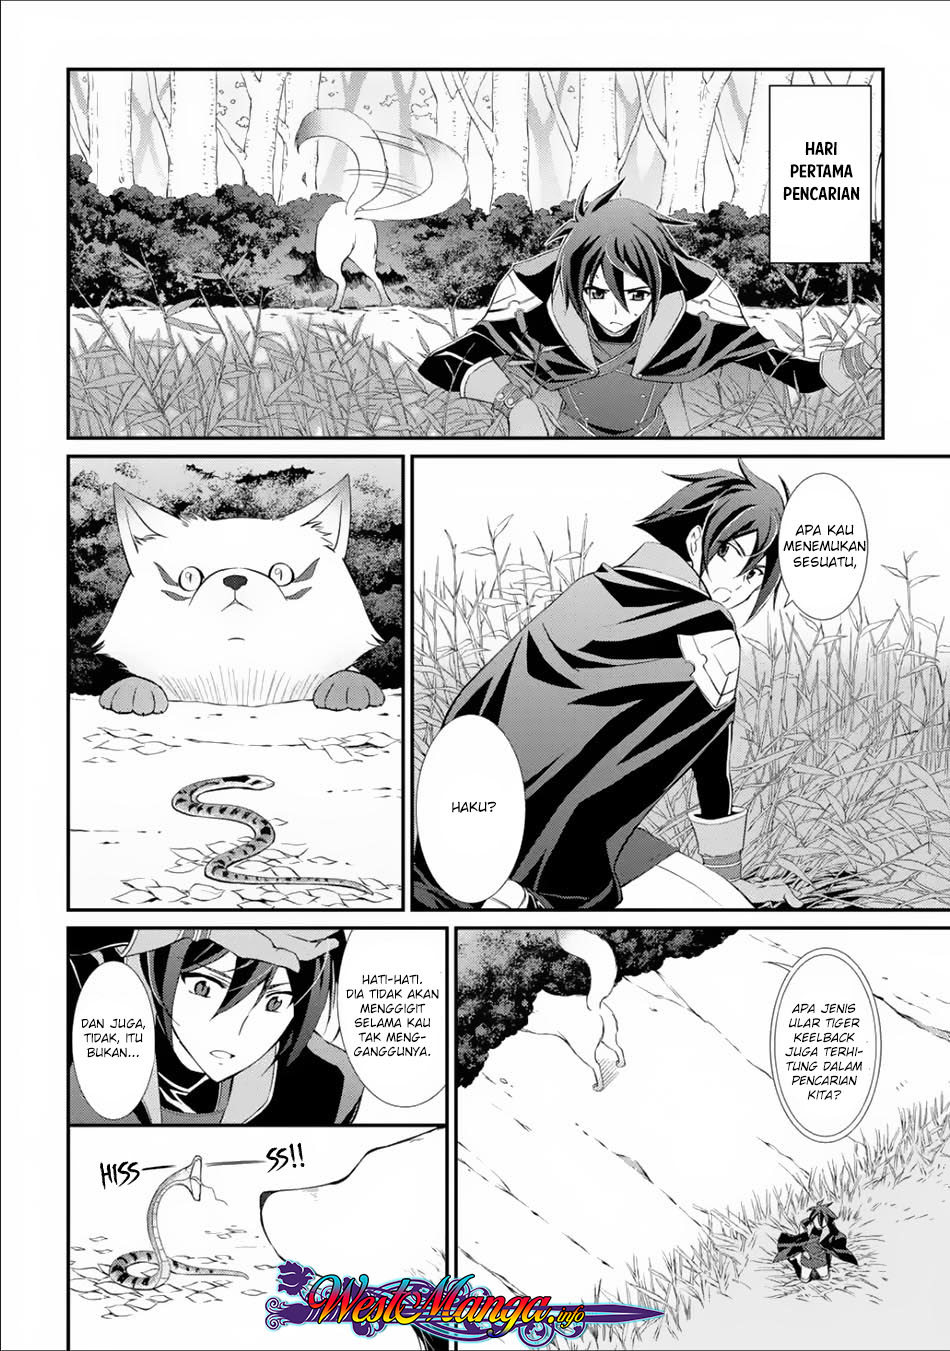 HARI
PERTAMA
PENCARIAN
APA KAU
MENEMUKAN
SESUATU,
HAKU?
HATI-HATI.
DIA TIDAK AKAN
MENGGIGIT
SELAMA KAU
TAK MENG-
GANGGUNYA.
DAN JUGA,
TIDAK, ITU
BUKAN...
HISS
SS!!
APA JENIS
ULAR TIGER
KEELBACK
JUGA TERHI-
TUNG DALAM
PENCARIAN
KITA?
WestManga.info